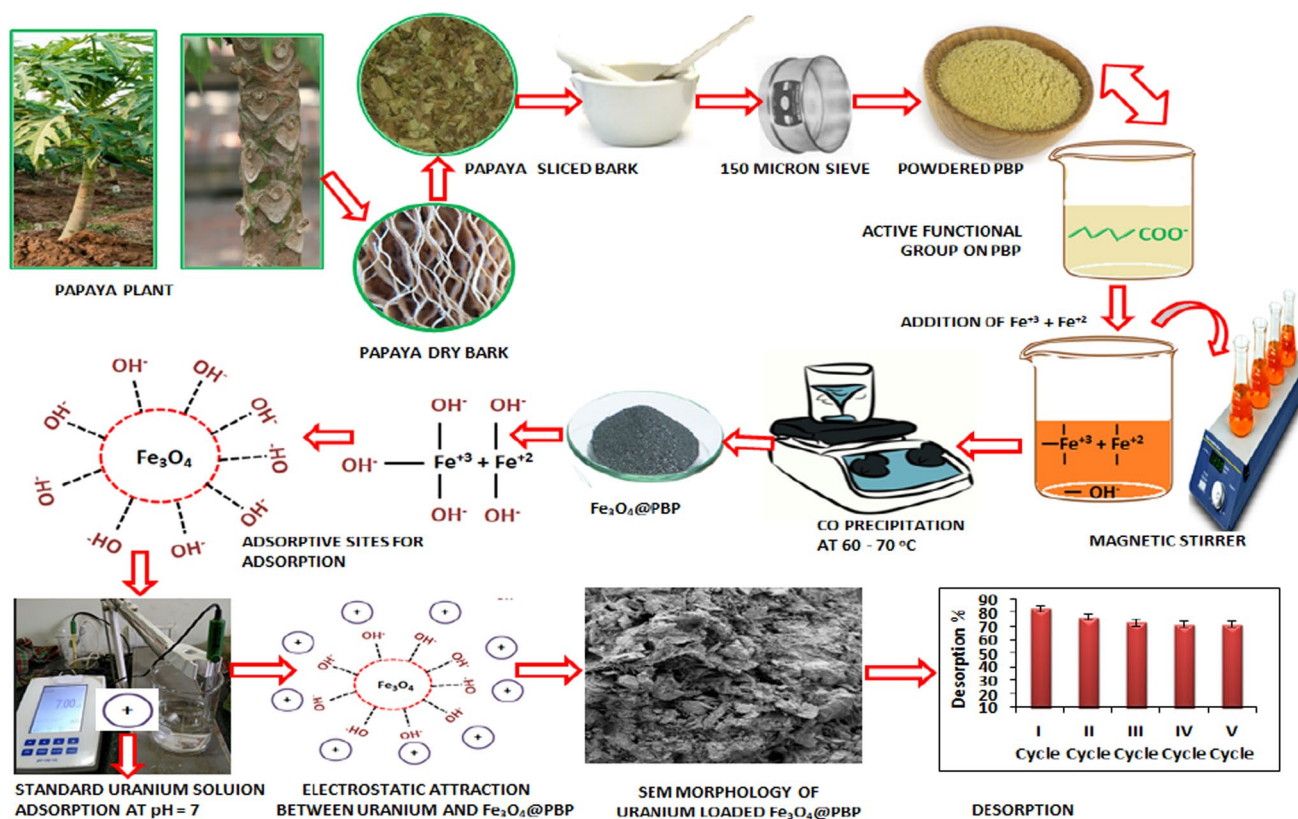 PAPAYA PLANT
PAPAYA DRY BARK
PAPAYA SLICED BARK
150 MICRON SIEVE
POWDERED PBP
ACTIVE FUNCTIONAL
GROUP ON PBP
COO⁻
ADDITION OF Fe⁺³ + Fe⁺²
Fe⁺³ + Fe⁺²
OH⁻
MAGNETIC STIRRER
CO PRECIPITATION
AT 60 - 70 ⁰C
Fe₃O₄@PBP
OH⁻ OH⁻
OH⁻ Fe⁺³ + Fe⁺²
OH⁻ OH⁻
ADSORPTIVE SITES FOR
ADSORPTION
OH⁻
OH⁻
OH⁻
OH⁻
OH⁻
OH⁻
OH⁻
OH⁻
OH⁻
Fe₃O₄
7.00
+
STANDARD URANIUM SOLUION
ADSORPTION AT pH = 7
+
+
+
+
+
+
+
+
+
OH⁻
OH⁻
OH⁻
OH⁻
OH⁻
OH⁻
OH⁻
OH⁻
OH⁻
Fe₃O₄
ELECTROSTATIC ATTRACTION
BETWEEN URANIUM AND Fe₃O₄@PBP
SEM MORPHOLOGY OF
URANIUM LOADED Fe₃O₄@PBP
Desorption %
90
80
70
60
50
40
30
20
10
I II III IV V
Cycle Cycle Cycle Cycle Cycle
DESORPTION